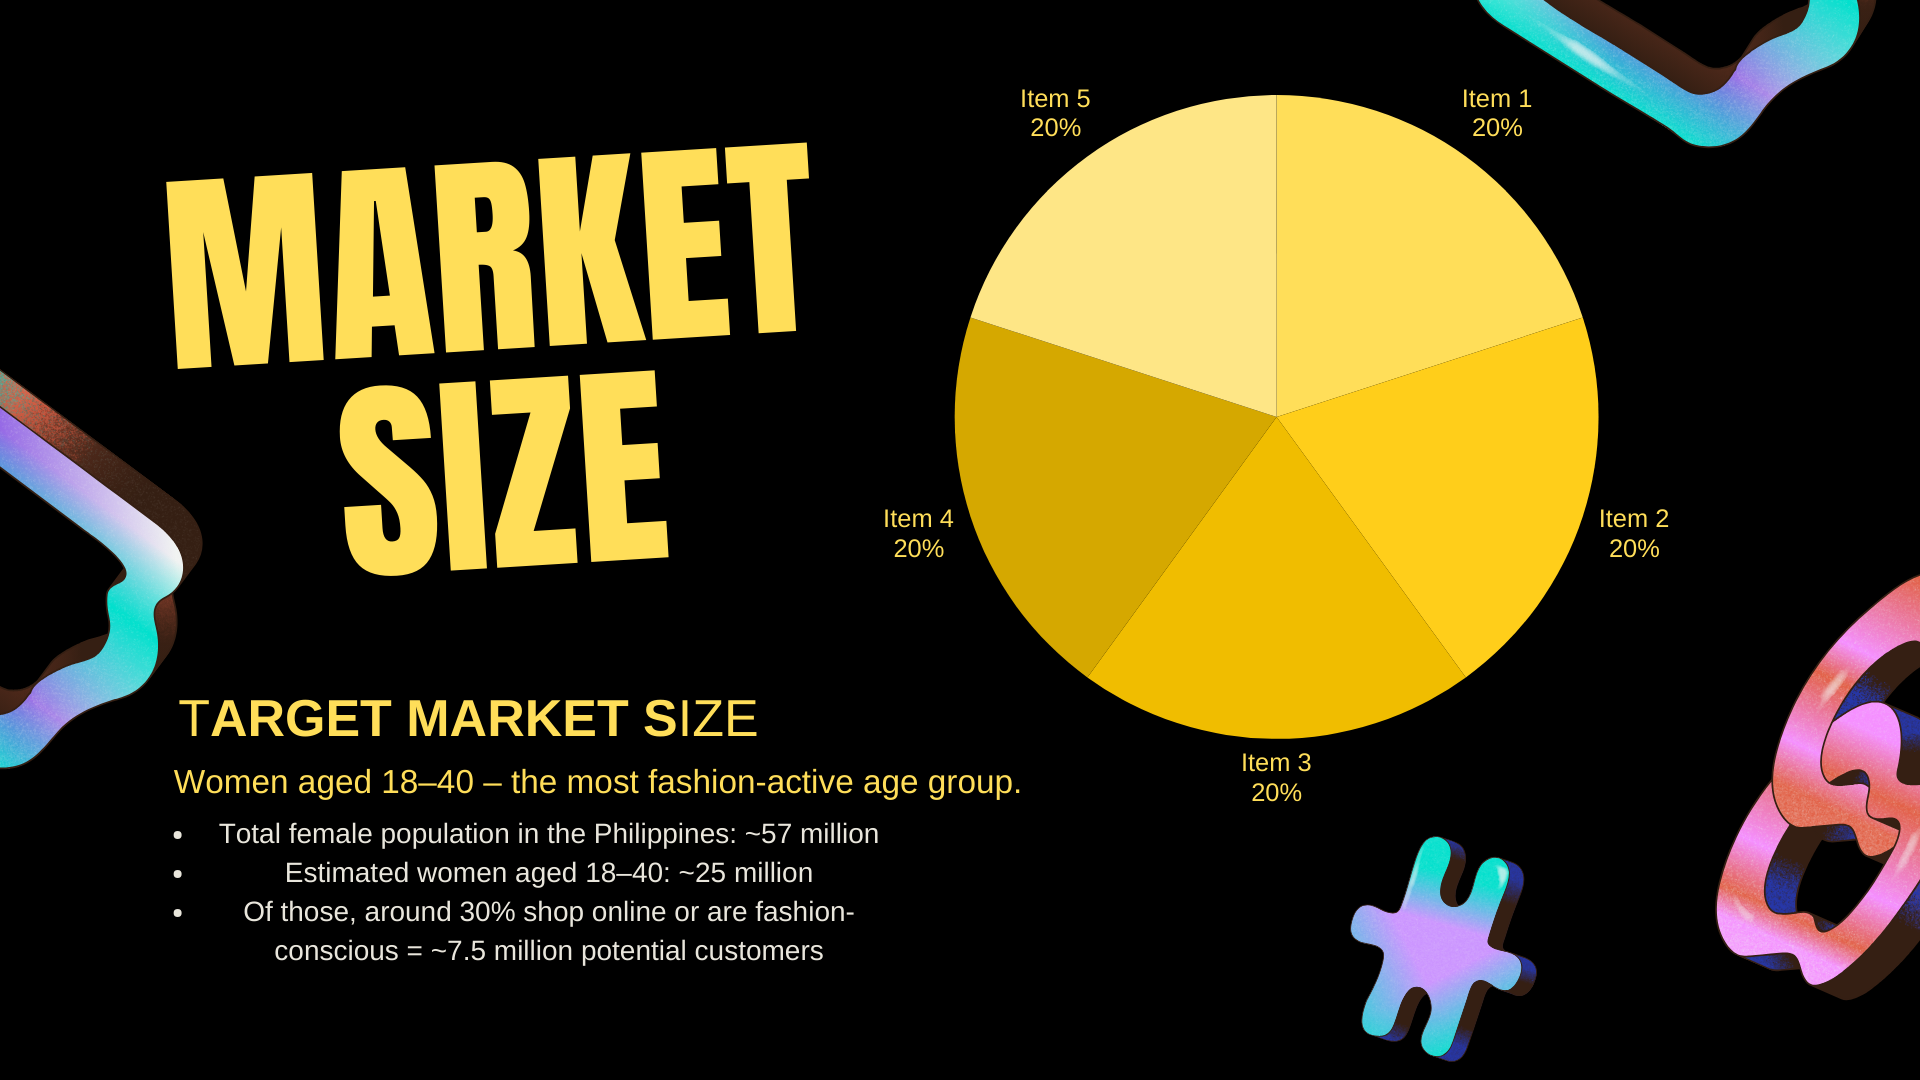 MARKET
SIZE
Item 5
20%
Item 1
20%
Item 4
20%
Item 2
20%
Item 3
20%
TARGET MARKET SIZE
Women aged 18–40 – the most fashion-active age group.
• Total female population in the Philippines: ~57 million
• Estimated women aged 18–40: ~25 million
• Of those, around 30% shop online or are fashion-
conscious = ~7.5 million potential customers